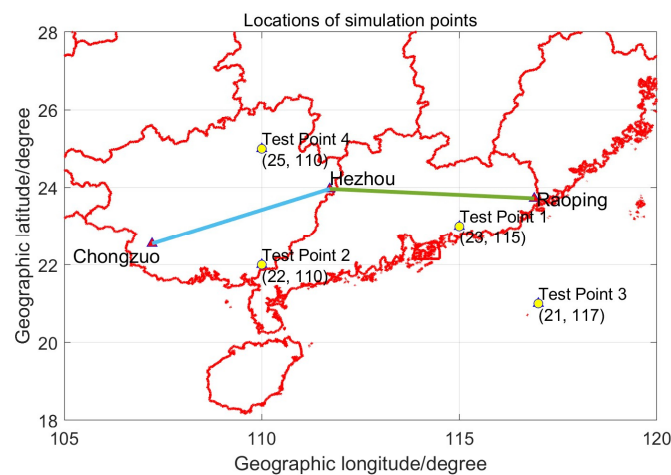 Locations of simulation points
28
26
24
22
20
18
Geographic latitude/degree
Test Point 4
(25, 110)
Hezhou
Raoping
Test Point 1
(23, 115)
Chongzuo
Test Point 2
(22, 110)
Test Point 3
(21, 117)
105
110
115
120
Geographic longitude/degree